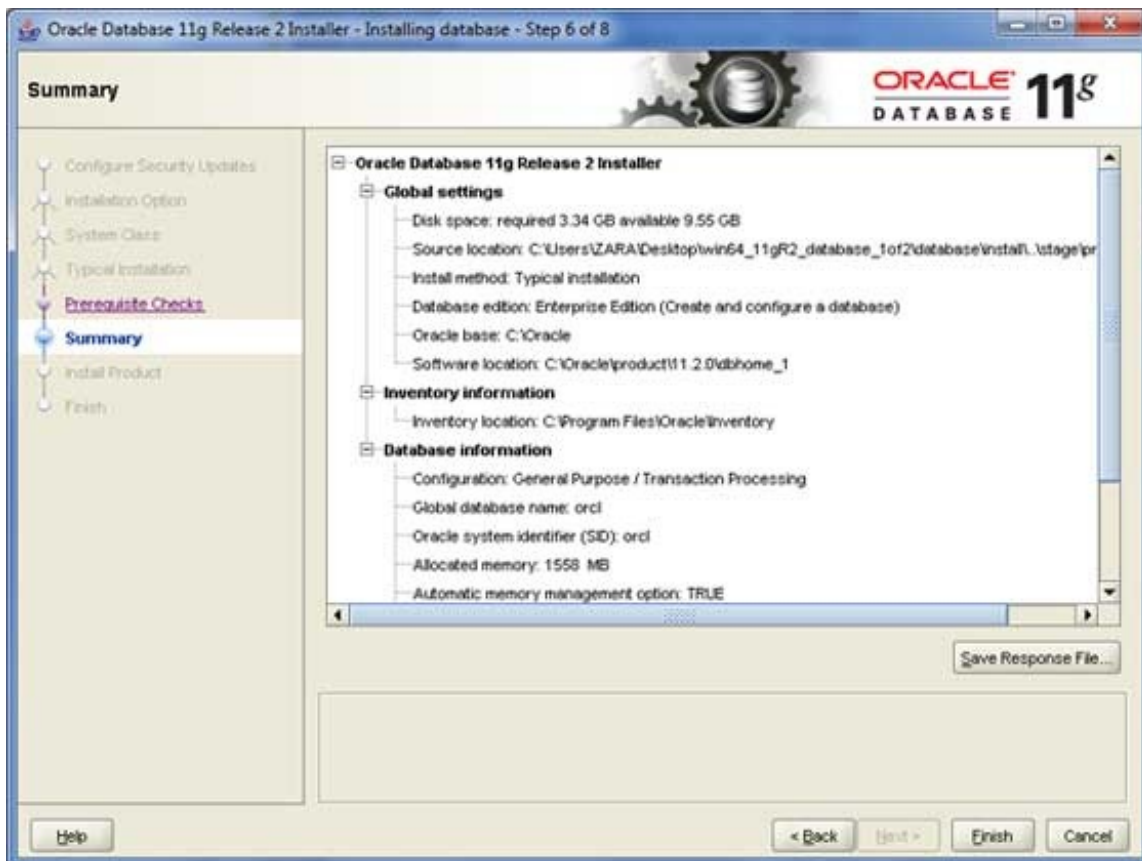 Oracle Database 11g Release 2 Installer - Installing database - Step 6 of 8
Summary
ORACLE
DATABASE
11g
Configure Security Updates
Installation Option
System Class
Typical Installation
Prerequisite Checks
Summary
Install Product
Finish
Oracle Database 11g Release 2 Installer
Global settings
Disk space: required 3.34 GB available 9.55 GB
Source location: C:\Users\ZARA\Desktop\win64_11gR2_database_1of2\database\install\..\stage\pr
Install method: Typical installation
Database edition: Enterprise Edition (Create and configure a database)
Oracle base: C:\Oracle
Software location: C:\Oracle\product\11.2.0\dbhome_1
Inventory information
Inventory location: C:\Program Files\Oracle\Inventory
Database information
Configuration: General Purpose / Transaction Processing
Global database name: orcl
Oracle system identifier (SID): orcl
Allocated memory: 1558 MB
Automatic memory management option: TRUE
Save Response File...
Help
< Back
Next >
Finish
Cancel